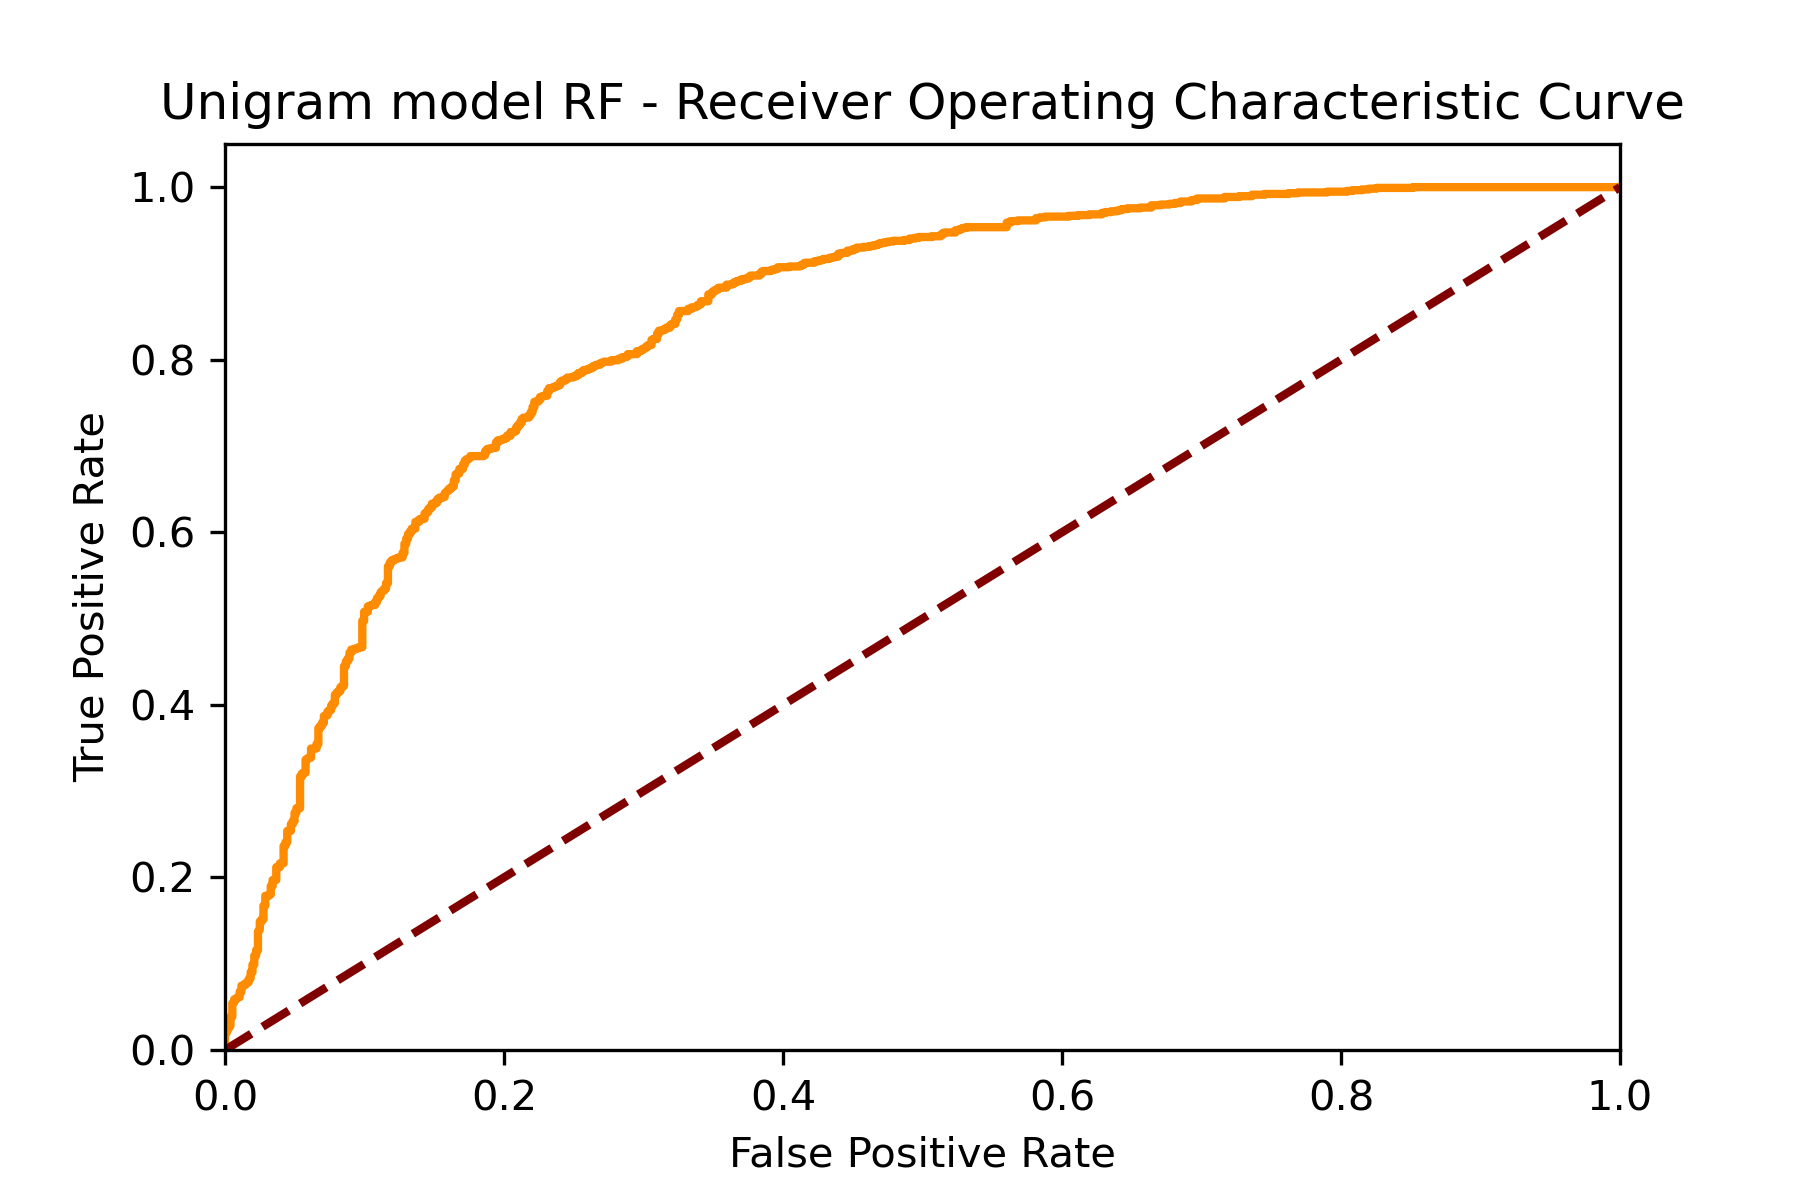 Unigram model RF - Receiver Operating Characteristic Curve
1.0
0.8
0.6
0.4
0.2
0.0
True Positive Rate
0.0 0.2 0.4 0.6 0.8 1.0
False Positive Rate